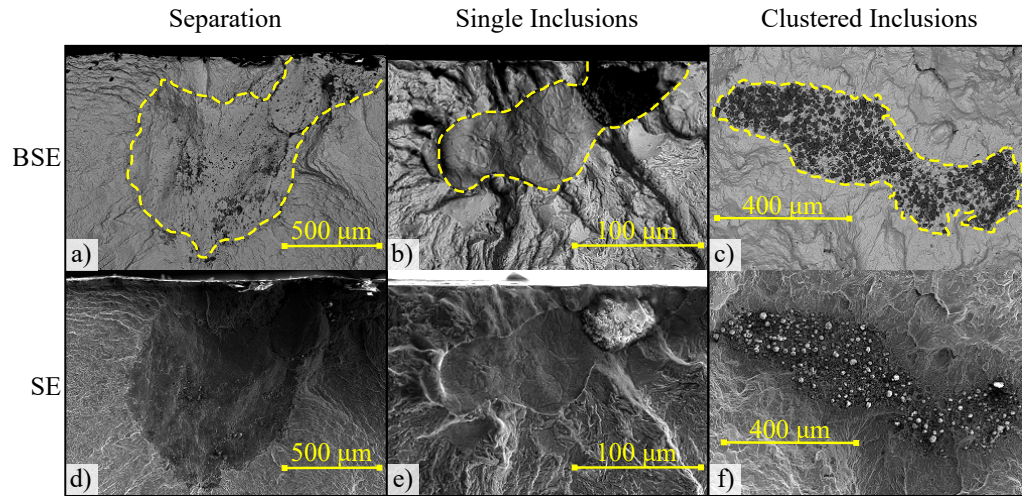 Separation Single Inclusions Clustered Inclusions
BSE
500 μm 100 μm 400 μm
a) b) c)
SE
500 μm 100 μm 400 μm
d) e) f)